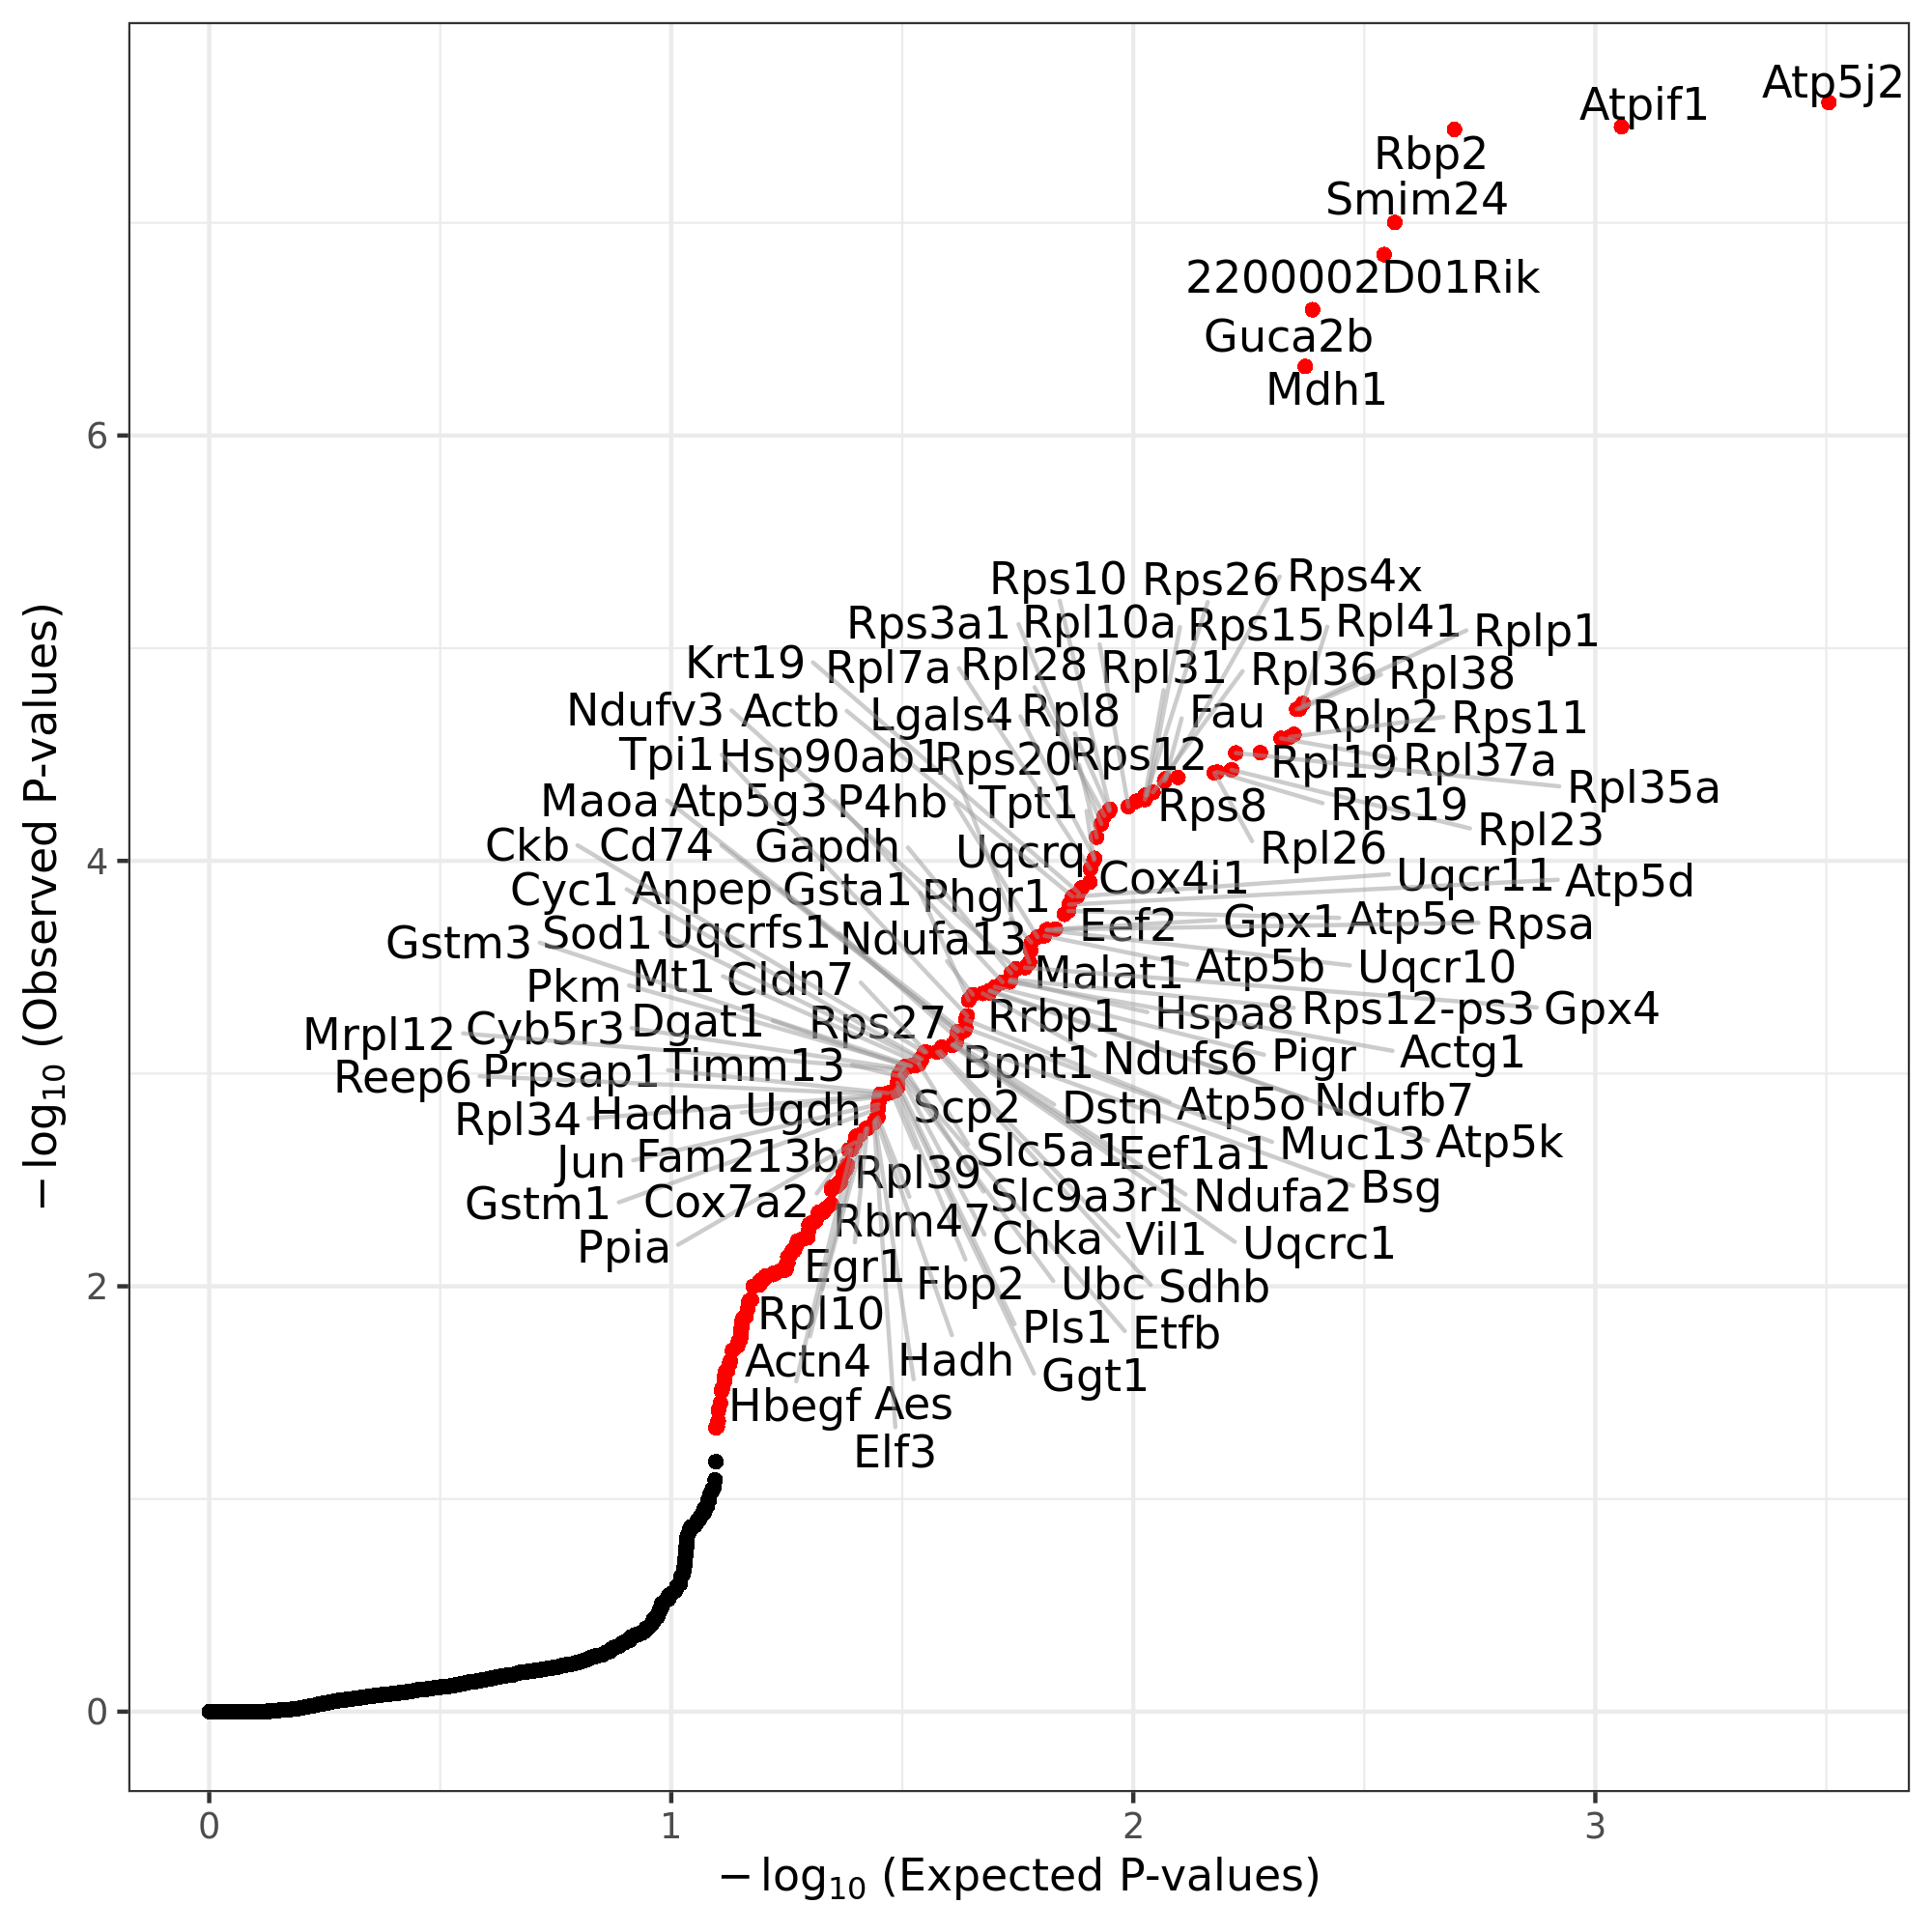 Atp5j2
Atpif1
Rbp2
Smim24
2200002D01Rik
Guca2b
Mdh1
6
Rps10 Rps26 Rps4x
Rps3a1 Rpl10a Rps15 Rpl41 Rplp1
Krt19 Rpl7a Rpl28 Rpl31 Rpl36 Rpl38
Ndufv3 Actb Lgals4 Rpl8 Fau Rplp2 Rps11
Tpi1 Hsp90ab1 Rps20 Rps12 Rpl19 Rpl37a
Rpl35a
Maoa Atp5g3 P4hb Tpt1 Rps8 Rps19
Rpl23
Ckb Cd74 Gapdh Uqcrq Rpl26
4
Cyc1 Anpep Gsta1 Phgr1 Cox4i1 Uqcr11 Atp5d
Gstm3 Sod1 Uqcrfs1 Ndufa13 Eef2 Gpx1 Atp5e Rpsa
Pkm Mt1 Cldn7 Malat1 Atp5b Uqcr10
Mrpl12 Cyb5r3 Dgat1 Rps27 Rrbp1 Hspa8 Rps12-ps3 Gpx4
Reep6 Prpsap1 Timm13 Bpnt1 Ndufs6 Pigr Actg1
Rpl34 Hadha Ugdh Scp2 Dstn Atp5o Ndufb7
Jun Fam213b Rpl39 Slc5a1 Eef1a1 Muc13 Atp5k
Gstm1 Cox7a2 Rbm47 Slc9a3r1 Ndufa2 Bsg
Ppia Egr1 Chka Vil1 Uqcrc1
2
Rpl10 Fbp2 Ubc Sdhb
Actn4 Hadh Pls1 Etfb
Hbegf Aes Ggt1
Elf3
0
0 1 2 3
−log10 (Expected P-values)
−log10 (Observed P-values)